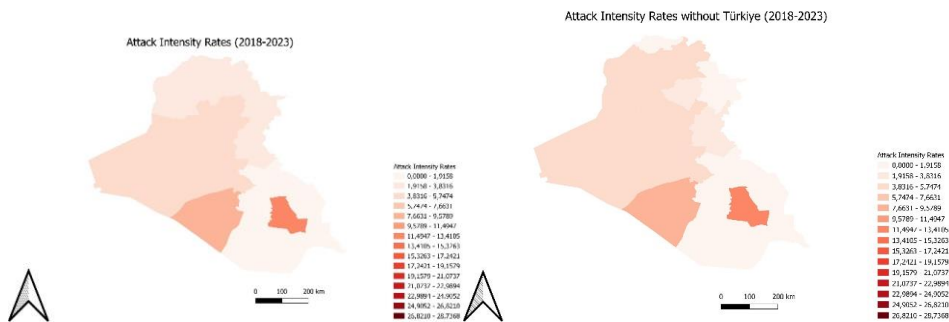 Attack Intensity Rates (2018-2023)
Attack Intensity Rates
0,0000 - 1,9158
1,9158 - 3,8316
3,8316 - 5,7474
5,7474 - 7,6631
7,6631 - 9,5789
9,5789 - 11,4947
11,4947 - 13,4105
13,4105 - 15,3263
15,3263 - 17,2421
17,2421 - 19,1579
19,1579 - 21,0737
21,0737 - 22,9894
22,9894 - 24,9052
24,9052 - 26,8210
26,8210 - 28,7368
0 100 200 km
Attack Intensity Rates without Türkiye (2018-2023)
Attack Intensity Rates
0,0000 - 1,9158
1,9158 - 3,8316
3,8316 - 5,7474
5,7474 - 7,6631
7,6631 - 9,5789
9,5789 - 11,4947
11,4947 - 13,4105
13,4105 - 15,3263
15,3263 - 17,2421
17,2421 - 19,1579
19,1579 - 21,0737
21,0737 - 22,9894
22,9894 - 24,9052
24,9052 - 26,8210
26,8210 - 28,7368
0 100 200 km